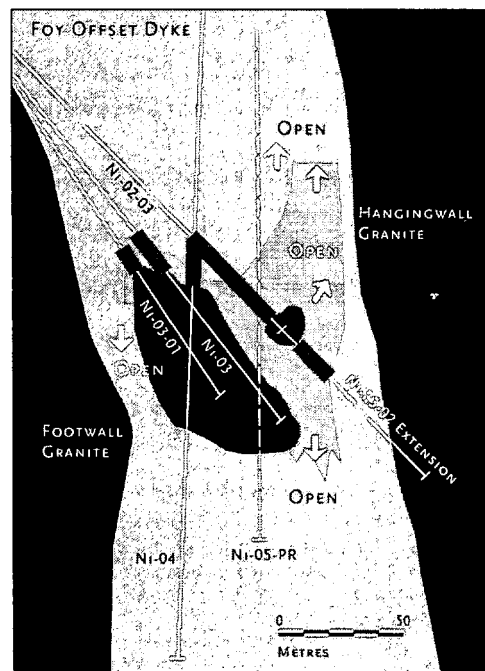 FOY OFFSET DYKE
OPEN
NI-02-03
HANGINGWALL
GRANITE
OPEN
NI-03-01
NI-03
OPEN
EXTENSION
FOOTWALL
GRANITE
OPEN
NI-04
NI-05-PR
0 50
MÈTRES